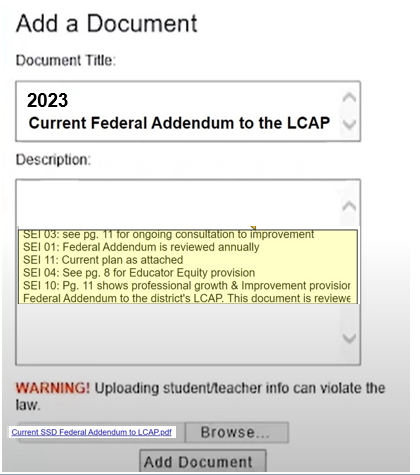 Add a Document
Document Title:
2023
Current Federal Addendum to the LCAP
Description:
SEI 03: see pg. 11 for ongoing consultation to improvement
SEI 01: Federal Addendum is reviewed annually
SEI 11: Current plan as attached
SEI 04: See pg. 8 for Educator Equity provision
SEI 10: Pg. 11 shows professional growth & Improvement provision
Federal Addendum to the district's LCAP. This document is reviewe
WARNING! Uploading student/teacher info can violate the
law.
Current SSD Federal Addendum to LCAP.pdf Browse...
Add Document